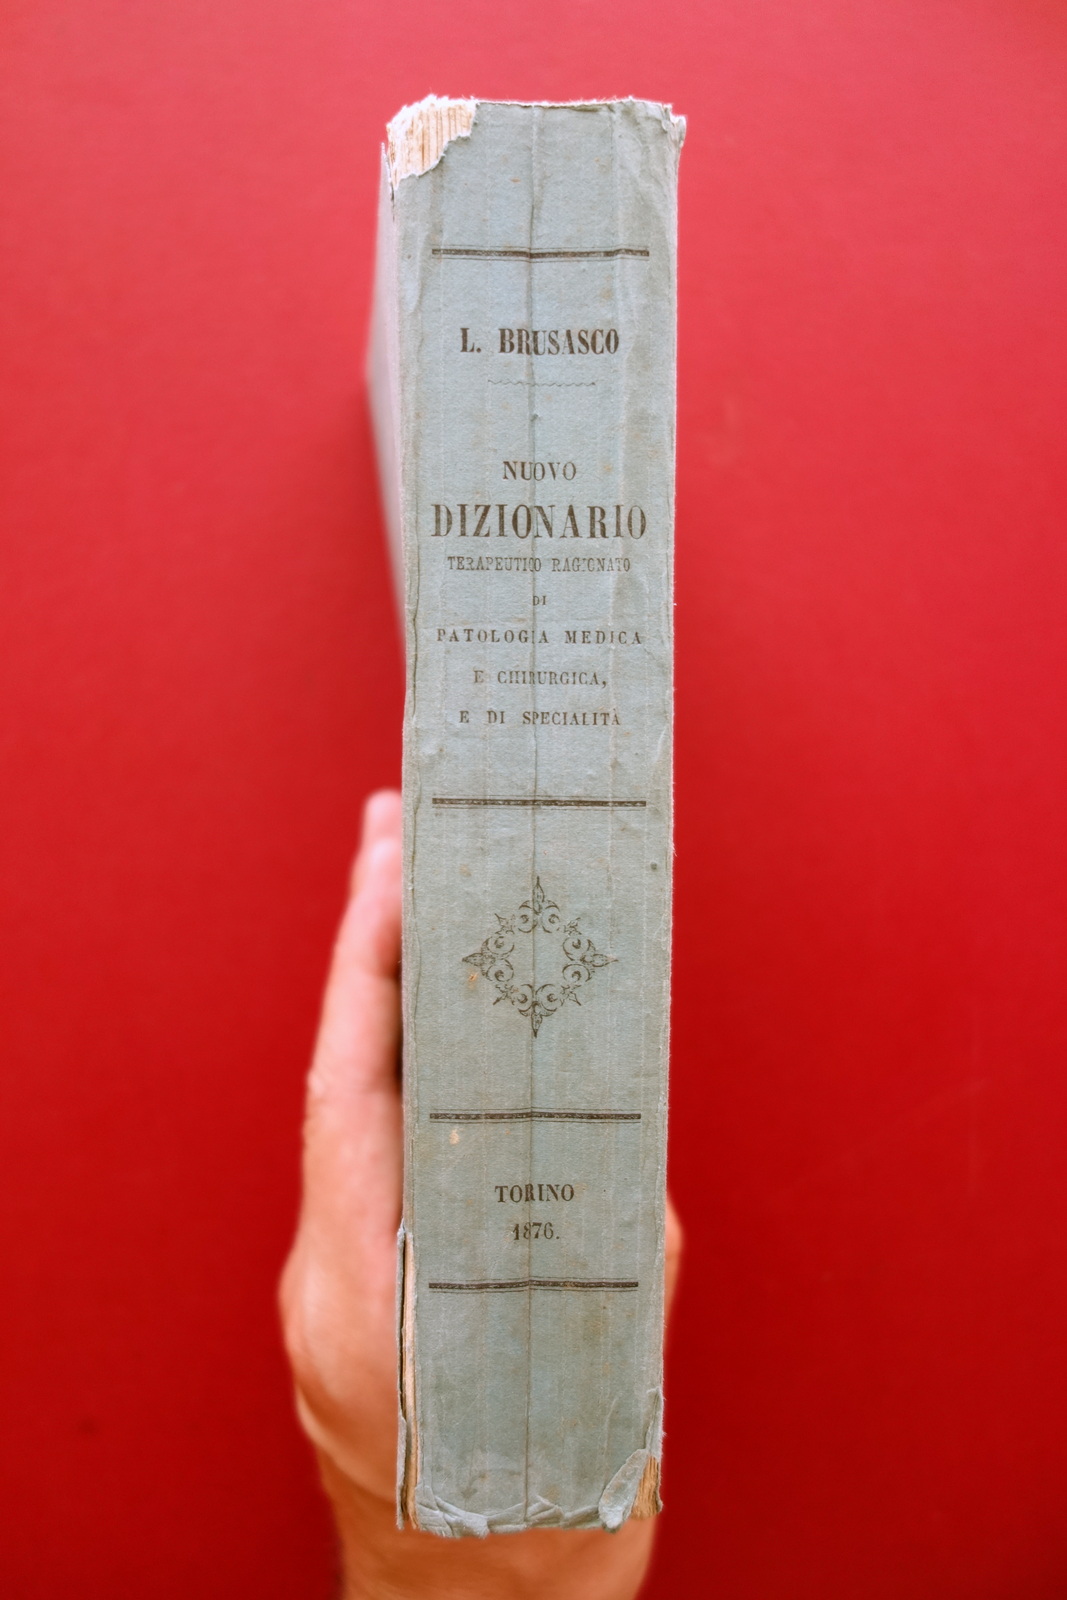 L. BRUSASCO
NUOVO
DIZIONARIO
TERAPEUTICO RAGIONATO
DI
PATOLOGIA MEDICA
E CHIRURGICA,
E DI SPECIALITÀ
TORINO
1876.